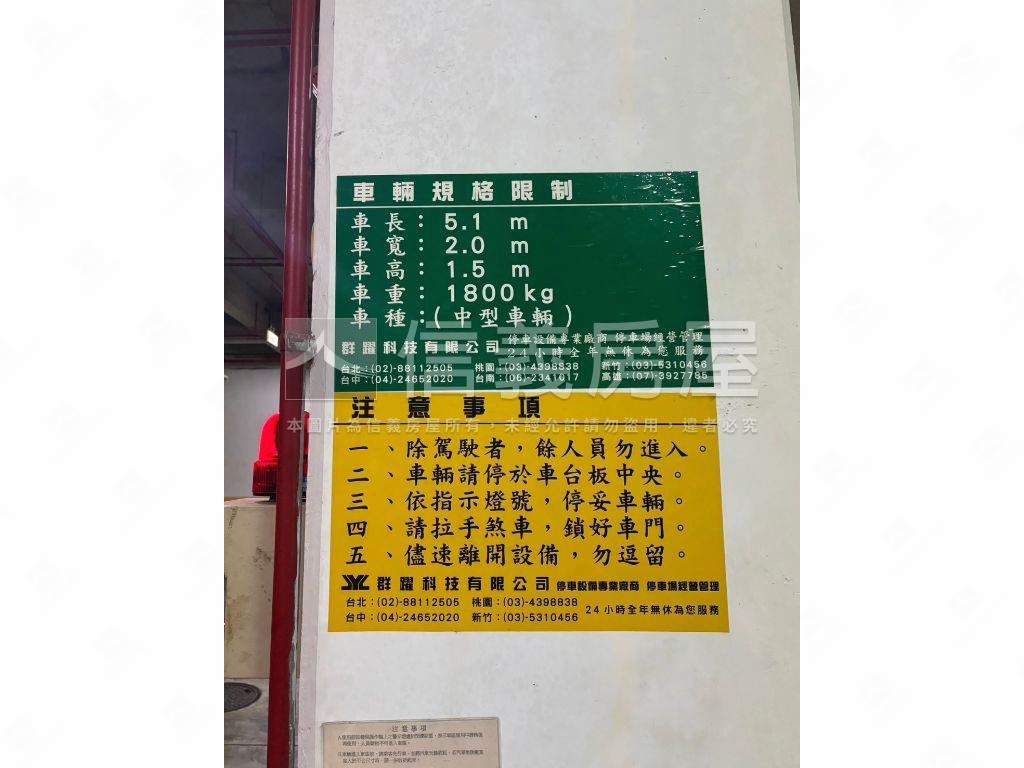 車輛規格限制
車長： 5.1 m
車寬： 2.0 m
車高： 1.5 m
車重： 1800 kg
車種：(中型車輛)
群躍科技有限公司 停車設備專業廠商 停車場經營管理
24小時全年無休為您服務
台北：(02)-88112505 桃園：(03)-4398838 新竹：(03)-5310456
台中：(04)-24652020 台南：(06)-2341017 高雄：(07)-3927785
信義房屋
注意事項
本圖片為信義房屋所有，未經允許請勿盜用，違者必究
一、除駕駛者，餘人員勿進入。
二、車輛請停於車台板中央。
三、依指示燈號，停妥車輛。
四、請拉手煞車，鎖好車門。
五、儘速離開設備，勿逗留。
群躍科技有限公司 停車設備專業廠商 停車場經營管理
台北：(02)-88112505 桃園：(03)-4398838
台中：(04)-24652020 新竹：(03)-5310456 24小時全年無休為您服務
注意事項